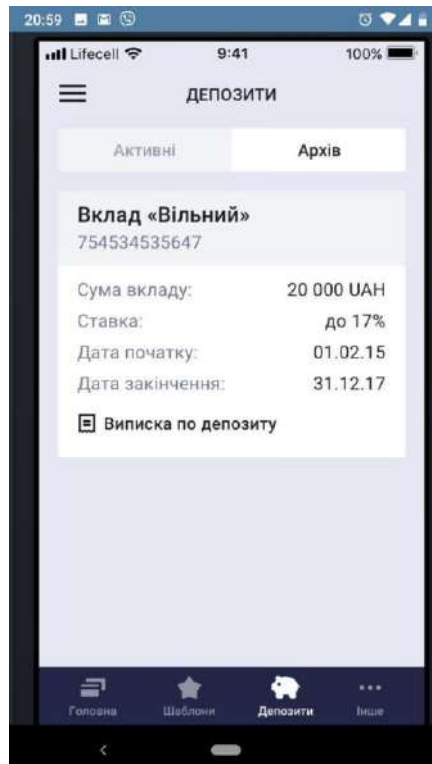 20:59
Lifecell 9:41 100%
ДЕПОЗИТИ
Активні Архів
Вклад «Вільний»
754534535647
Сума вкладу: 20 000 UAH
Ставка: до 17%
Дата початку: 01.02.15
Дата закінчення: 31.12.17
Виписка по депозиту
Головна Шаблони Депозити Інше